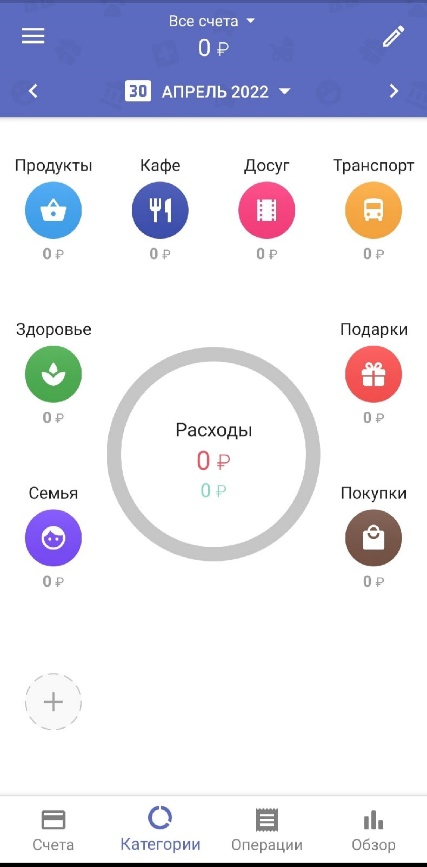 Все счета
0 ₽
30 АПРЕЛЬ 2022
Продукты Кафе Досуг Транспорт
0 ₽ 0 ₽ 0 ₽ 0 ₽
Здоровье Подарки
0 ₽ 0 ₽
Расходы
0 ₽
0 ₽
Семья Покупки
0 ₽ 0 ₽
Счета Категории Операции Обзор